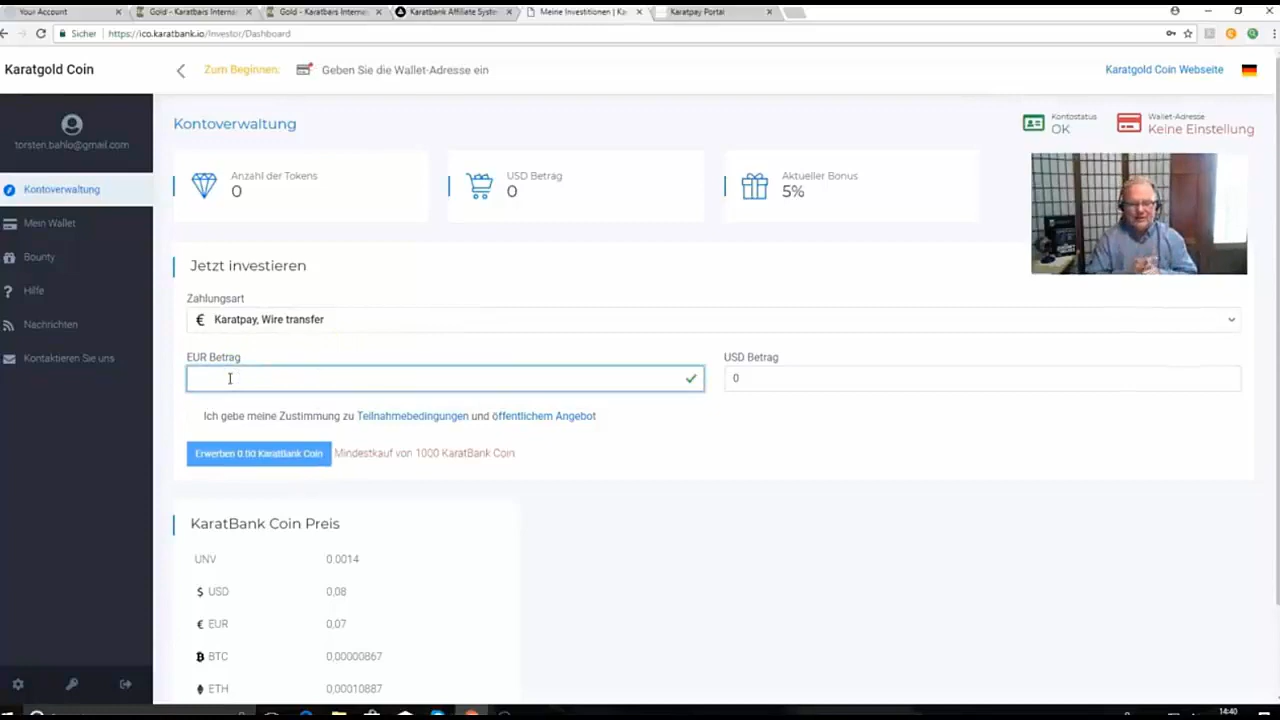 Your Account
Gold - Karatbars Interna
Gold - Karatbars Interne
Karatbank Affiliate Syste
Meine Investitionen | Ka
Karatpay Portal
Sicher
https://ico.karatbank.io/Investor/Dashboard
Karatgold Coin
Zum Beginnen:
Geben Sie die Wallet-Adresse ein
Karatgold Coin Webseite
torsten.bahlo@gmail.com
Kontoverwaltung
Mein Wallet
Bounty
Hilfe
Nachrichten
Kontaktieren Sie uns
Kontoverwaltung
Kontostatus
OK
Wallet-Adresse
Keine Einstellung
Anzahl der Tokens
0
USD Betrag
0
Aktueller Bonus
5%
Jetzt investieren
Zahlungsart
€ Karatpay, Wire transfer
EUR Betrag
USD Betrag
0
Ich gebe meine Zustimmung zu Teilnahmebedingungen und öffentlichem Angebot
Erwerben 0.00 KaratBank Coin
Mindestkauf von 1000 KaratBank Coin
KaratBank Coin Preis
UNV 0.0014
$ USD 0,08
€ EUR 0,07
BTC 0,00000867
ETH 0,00010887
14:40